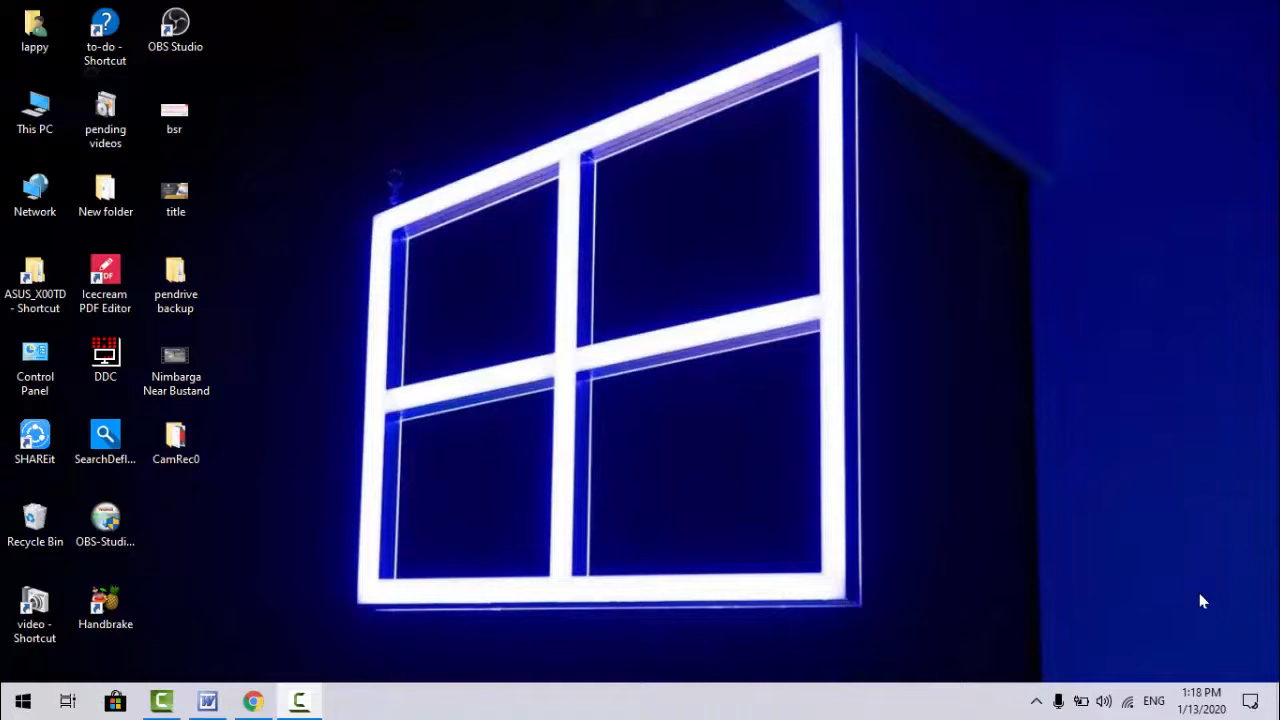 lappy
to-do -
Shortcut
OBS Studio
This PC
pending
videos
bsr
Network
New folder
title
ASUS_X00TD
- Shortcut
Icecream
PDF Editor
pendrive
backup
Control
Panel
DDC
Nimbarga
Near Bustand
SHAREit
SearchDefl...
CamRec0
Recycle Bin
OBS-Studi...
video -
Shortcut
Handbrake
ENG
1:18 PM
1/13/2020